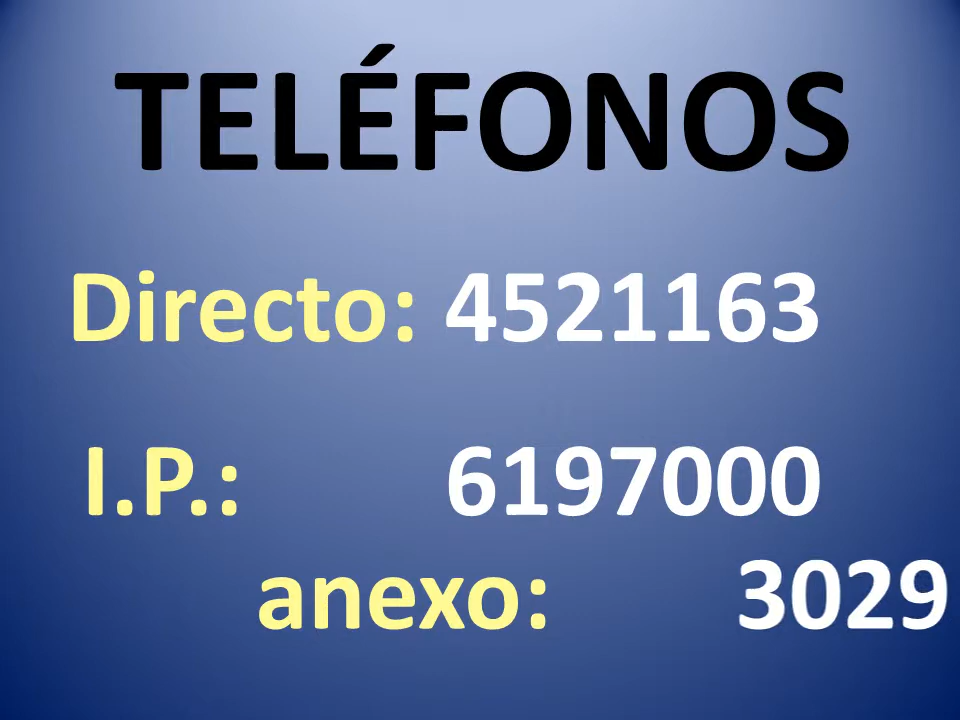 TELÉFONOS
Directo: 4521163
I.P.: 6197000
anexo: 3029